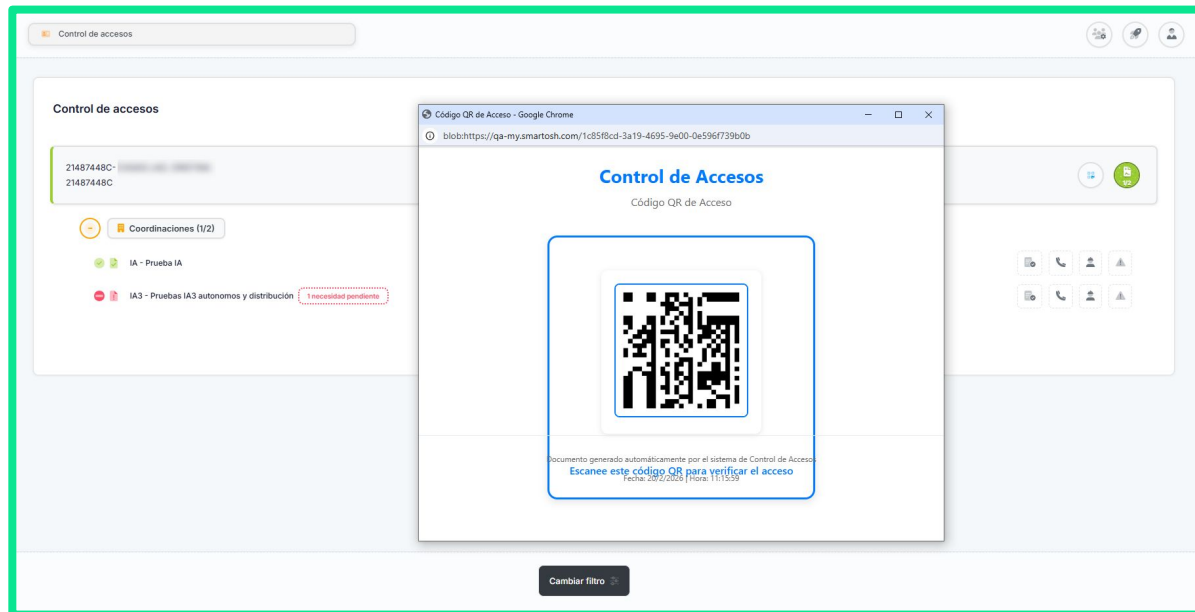 Control de accesos
Control de accesos
21487448C-
21487448C
1/2
Coordinaciones (1/2)
IA - Prueba IA
IA3 - Pruebas IA3 autonomos y distribución
1 necesidad pendiente
Código QR de Acceso - Google Chrome
blob:https://qa-my.smartosh.com/1c85f8cd-3a19-4695-9e00-0e596f739b0b
Control de Accesos
Código QR de Acceso
Documento generado automáticamente por el sistema de Control de Accesos
Escanee este código QR para verificar el acceso
Fecha: 20/2/2026 | Hora: 11:15:59
Cambiar filtro